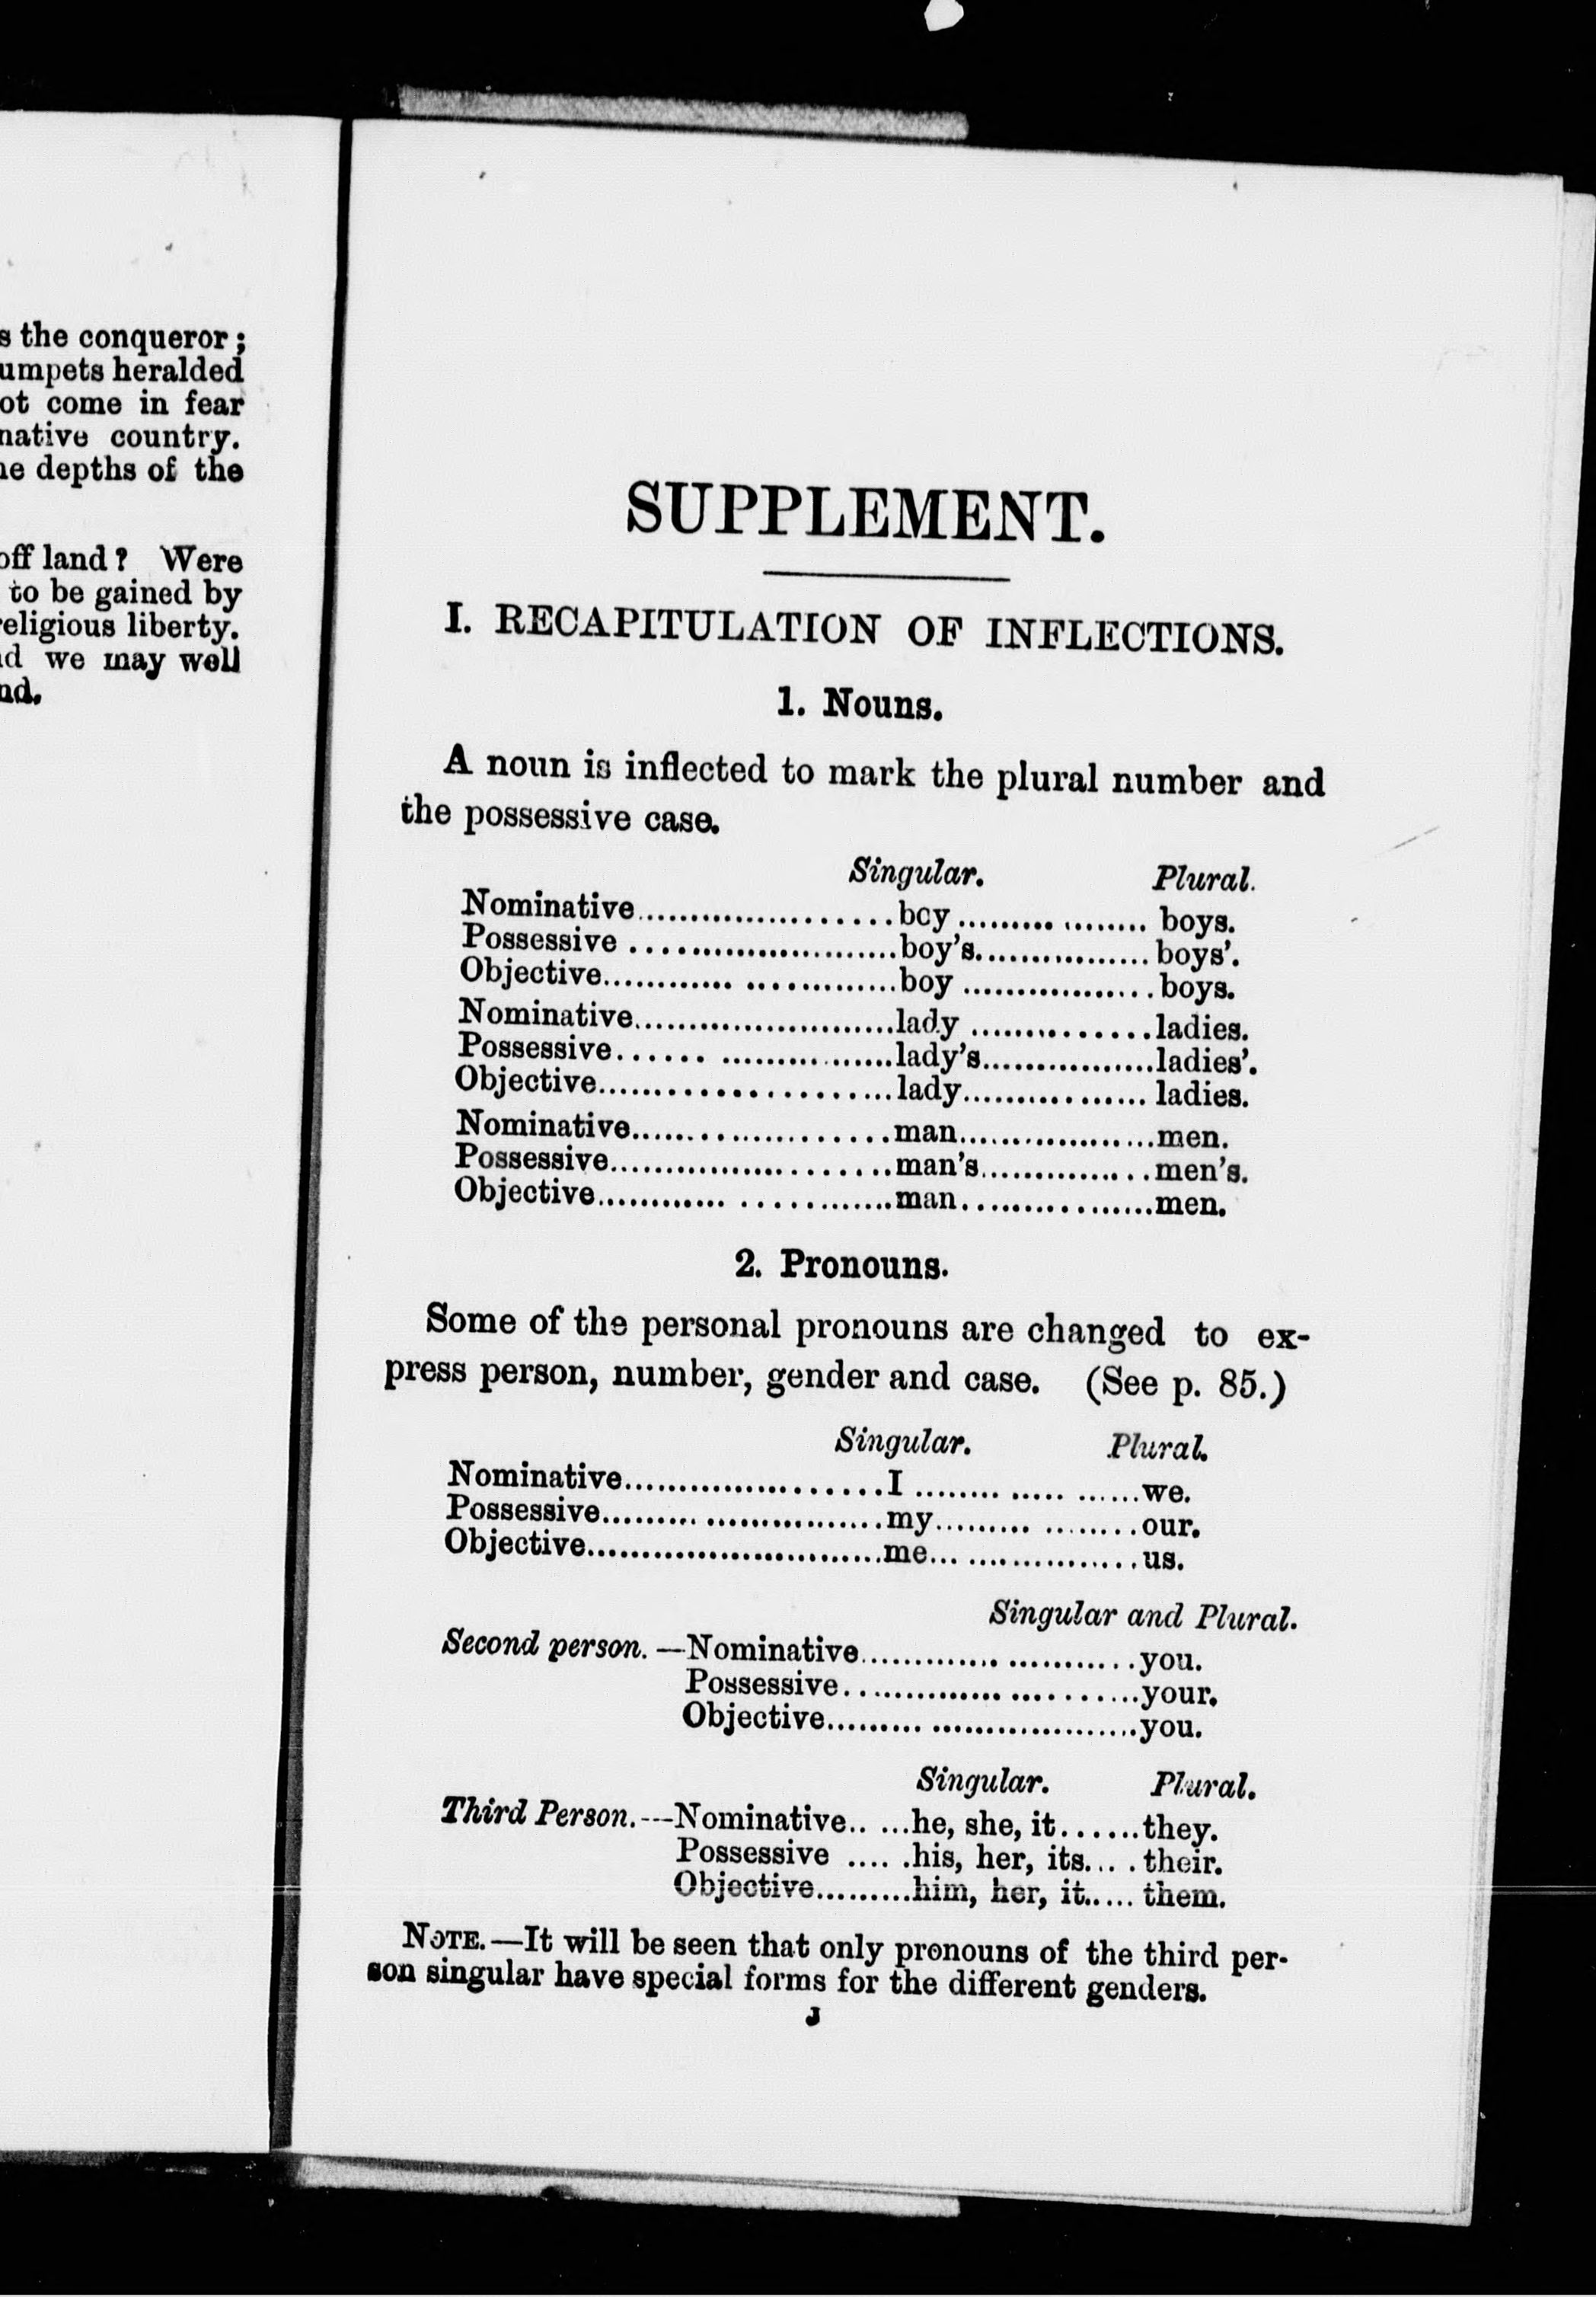 s the conqueror ;
umpets heralded
ot come in fear
native country.
ne depths of the
off land ? Were
to be gained by
religious liberty.
d we may well
nd.
SUPPLEMENT.
I. RECAPITULATION OF INFLECTIONS.
1. Nouns.
A noun is inflected to mark the plural number and
the possessive case.
Singular. Plural.
Nominative........................boy.................... boys.
Possessive ........................boy's.................boys'.
Objective...........................boy ..................boys.
Nominative........................lady .................ladies.
Possessive........................lady's.................ladies'.
Objective...........................lady................. ladies.
Nominative........................man...................men.
Possessive..........................man's................men's.
Objective...........................man..................men.
2. Pronouns.
Some of the personal pronouns are changed to ex-
press person, number, gender and case. (See p. 85.)
Singular. Plural.
Nominative........................I ....................we.
Possessive..........................my...................our.
Objective............................me...................us.
Singular and Plural.
Second person.—Nominative.........................you.
Possessive...........................your.
Objective............................you.
Singular. Plural.
Third Person.—Nominative.. ...he, she, it.......they.
Possessive .... .his, her, its.... .their.
Objective.........him, her, it..... them.
NOTE.—It will be seen that only pronouns of the third per-
son singular have special forms for the different genders.
J